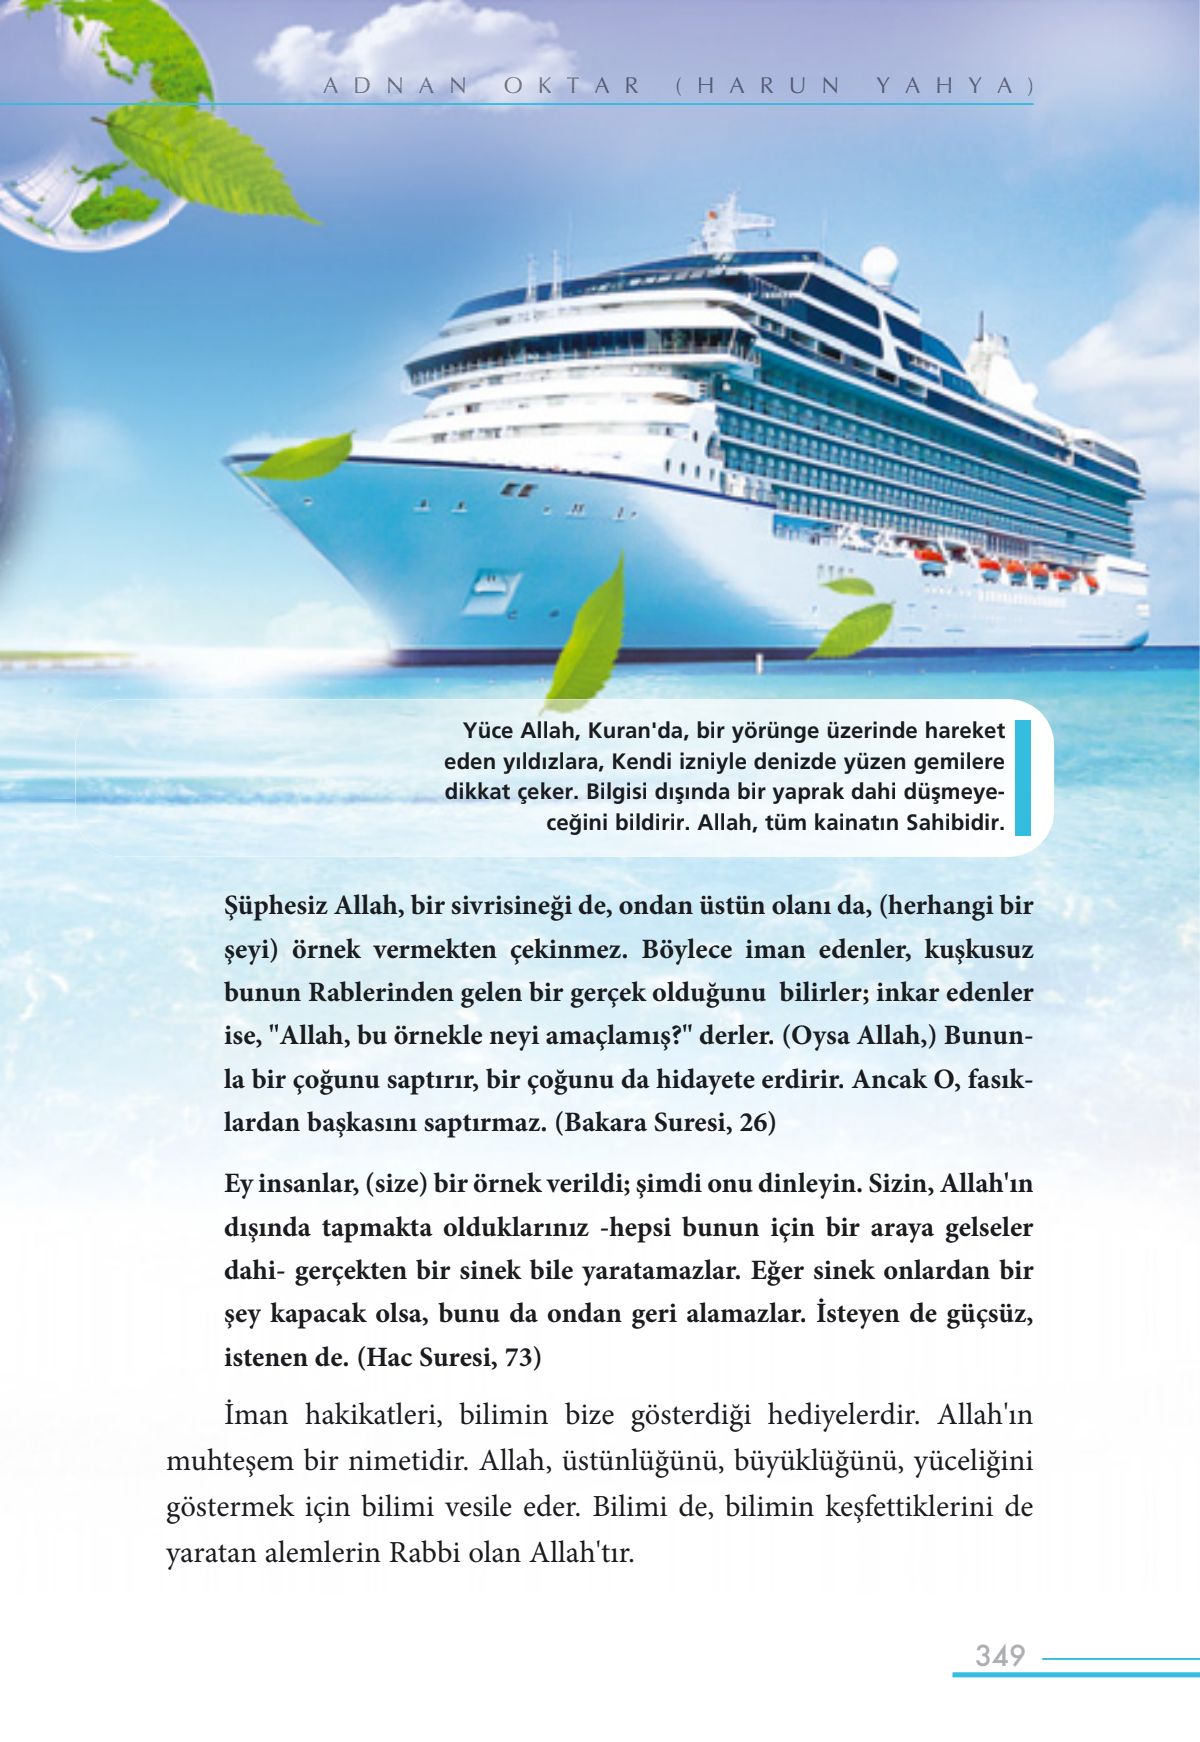 ADNAN OKTAR (HARUN YAHYA)
Yüce Allah, Kuran'da, bir yörünge üzerinde hareket
eden yıldızlara, Kendi izniyle denizde yüzen gemilere
dikkat çeker. Bilgisi dışında bir yaprak dahi düşmeye-
ceğini bildirir. Allah, tüm kainatın Sahibidir.
Şüphesiz Allah, bir sivrisineği de, ondan üstün olanı da, (herhangi bir
şeyi) örnek vermekten çekinmez. Böylece iman edenler, kuşkusuz
bunun Rablerinden gelen bir gerçek olduğunu bilirler; inkar edenler
ise, "Allah, bu örnekle neyi amaçlamış?" derler. (Oysa Allah,) Bunun-
la bir çoğunu saptırır, bir çoğunu da hidayete erdirir. Ancak O, fasık-
lardan başkasını saptırmaz. (Bakara Suresi, 26)
Ey insanlar, (size) bir örnek verildi; şimdi onu dinleyin. Sizin, Allah'ın
dışında tapmakta olduklarınız -hepsi bunun için bir araya gelseler
dahi- gerçekten bir sinek bile yaratamazlar. Eğer sinek onlardan bir
şey kapacak olsa, bunu da ondan geri alamazlar. İsteyen de güçsüz,
istenen de. (Hac Suresi, 73)
İman hakikatleri, bilimin bize gösterdiği hediyelerdir. Allah'ın
muhteşem bir nimetidir. Allah, üstünlüğünü, büyüklüğünü, yüceliğini
göstermek için bilimi vesile eder. Bilimi de, bilimin keşfettiklerini de
yaratan alemlerin Rabbi olan Allah'tır.
349